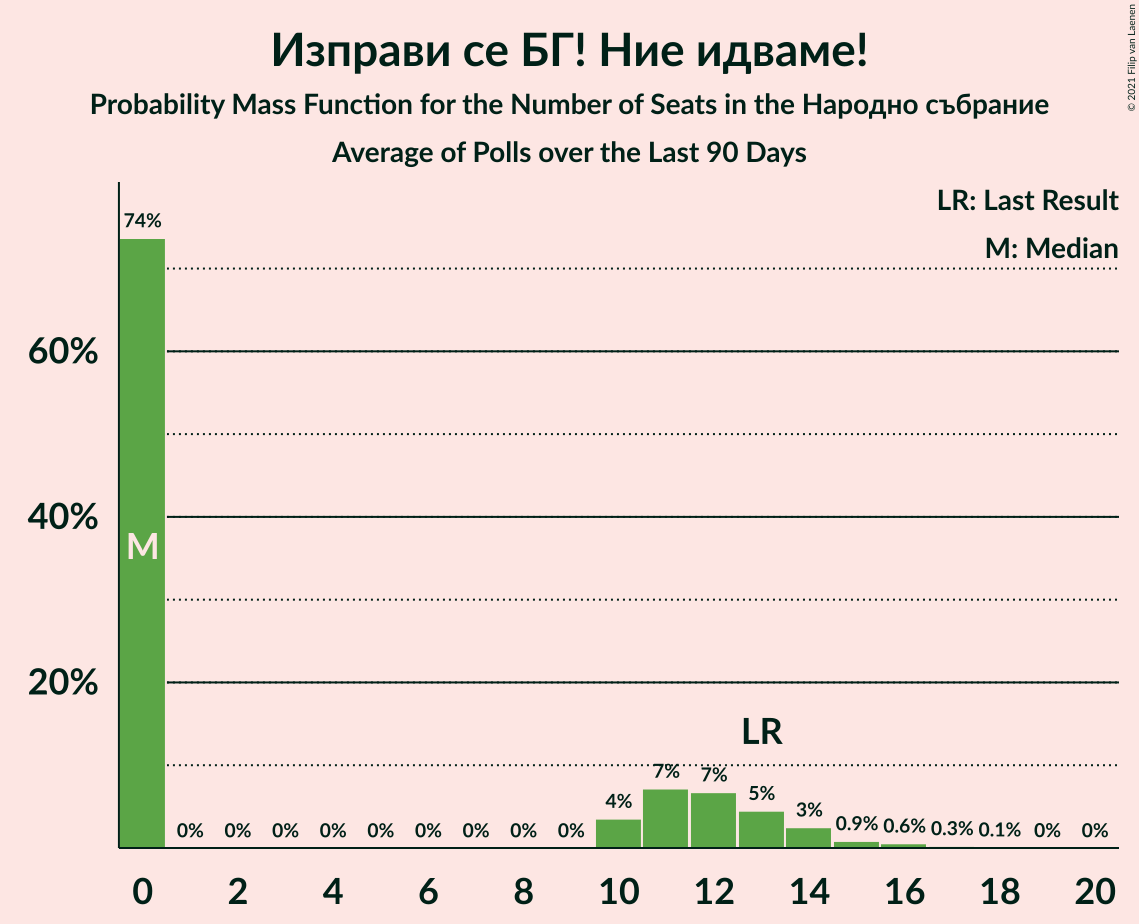 Изправи се БГ! Ние идваме!
Probability Mass Function for the Number of Seats in the Народно събрание
Average of Polls over the Last 90 Days
© 2021 Filip van Laenen
LR: Last Result
M: Median
74%
60%
40%
20%
M
LR
0% 0% 0% 0% 0% 0% 0% 0% 0% 4% 7% 7% 5% 3% 0.9% 0.6% 0.3% 0.1% 0% 0%
0 2 4 6 8 10 12 14 16 18 20